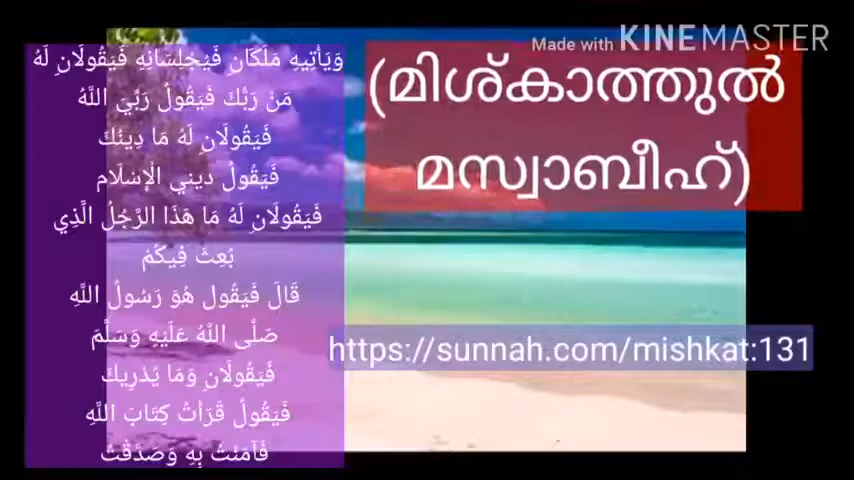 Made with KINEMASTER
وَيَأْتِيهِ مَلَكَانِ فَيُجْلِسَانِهِ فَيَقُولَانِ لَهُ
مَنْ رَبُّكَ فَيَقُولُ رَبِّيَ اللَّهُ
فَيَقُولَانِ لَهُ مَا دِينُكَ
فَيَقُولُ ديني الْإِسْلَام
فَيَقُولَانِ لَهُ مَا هَذَا الرَّجُلُ الَّذِي
بُعِثَ فِيكُمْ
قَالَ فَيَقُول هُوَ رَسُولُ اللَّهِ
صَلَّى اللَّهُ عَلَيْهِ وَسَلَّمَ
فَيَقُولَانِ وَمَا يُدْرِيكَ
فَيَقُولُ قَرَأْتُ كِتَابَ اللَّهِ
فَآمَنْتُ بِهِ وَصَدَّقْتُ
(മിശ്കാത്തുൽ
മസ്വാബീഹ്)
https://sunnah.com/mishkat:131